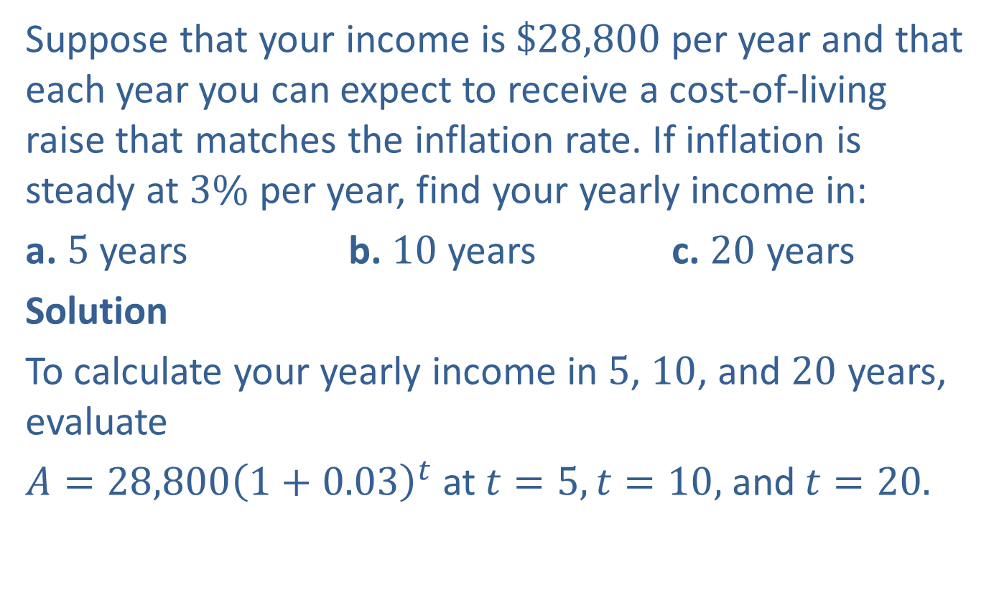 Suppose that your income is $28,800 per year and that
each year you can expect to receive a cost-of-living
raise that matches the inflation rate. If inflation is
steady at 3% per year, find your yearly income in:
a. 5 years b. 10 years c. 20 years
Solution
To calculate your yearly income in 5, 10, and 20 years,
evaluate
A = 28,800(1 + 0.03)^t at t = 5, t = 10, and t = 20.